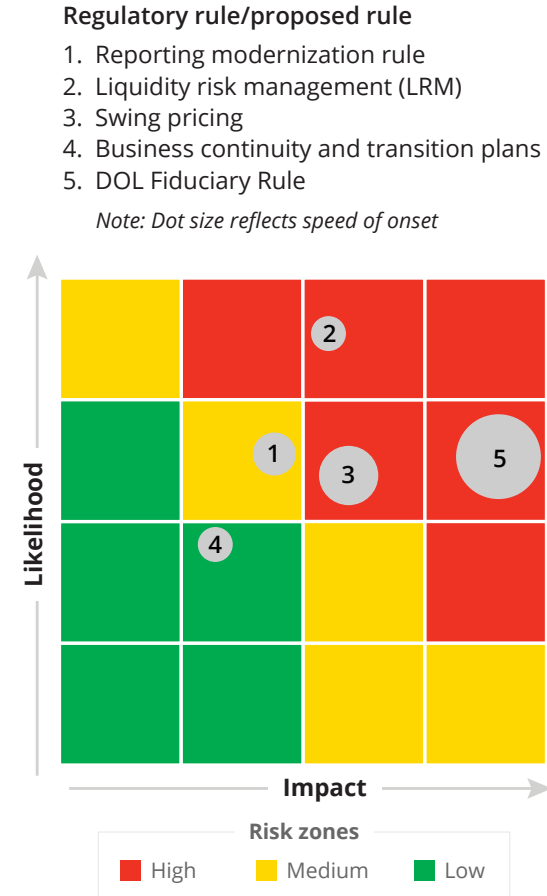 Regulatory rule/proposed rule
1. Reporting modernization rule
2. Liquidity risk management (LRM)
3. Swing pricing
4. Business continuity and transition plans
5. DOL Fiduciary Rule
Note: Dot size reflects speed of onset
2
1
3
5
4
Likelihood
Impact
Risk zones
High Medium Low